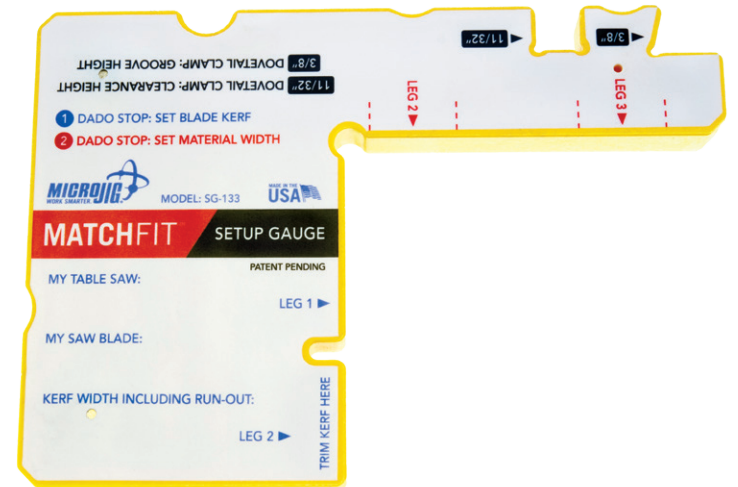 11/32"
3/8"
3/8" DOVETAIL CLAMP: GROOVE HEIGHT
11/32" DOVETAIL CLAMP: CLEARANCE HEIGHT
LEG 2
LEG 3
1 DADO STOP: SET BLADE KERF
2 DADO STOP: SET MATERIAL WIDTH
MICROJIG
WORK SMARTER.
MODEL: SG-133
MADE IN THE
USA
MATCHFIT SETUP GAUGE
PATENT PENDING
MY TABLE SAW:
LEG 1
MY SAW BLADE:
KERF WIDTH INCLUDING RUN-OUT:
LEG 2
TRIM KERF HERE